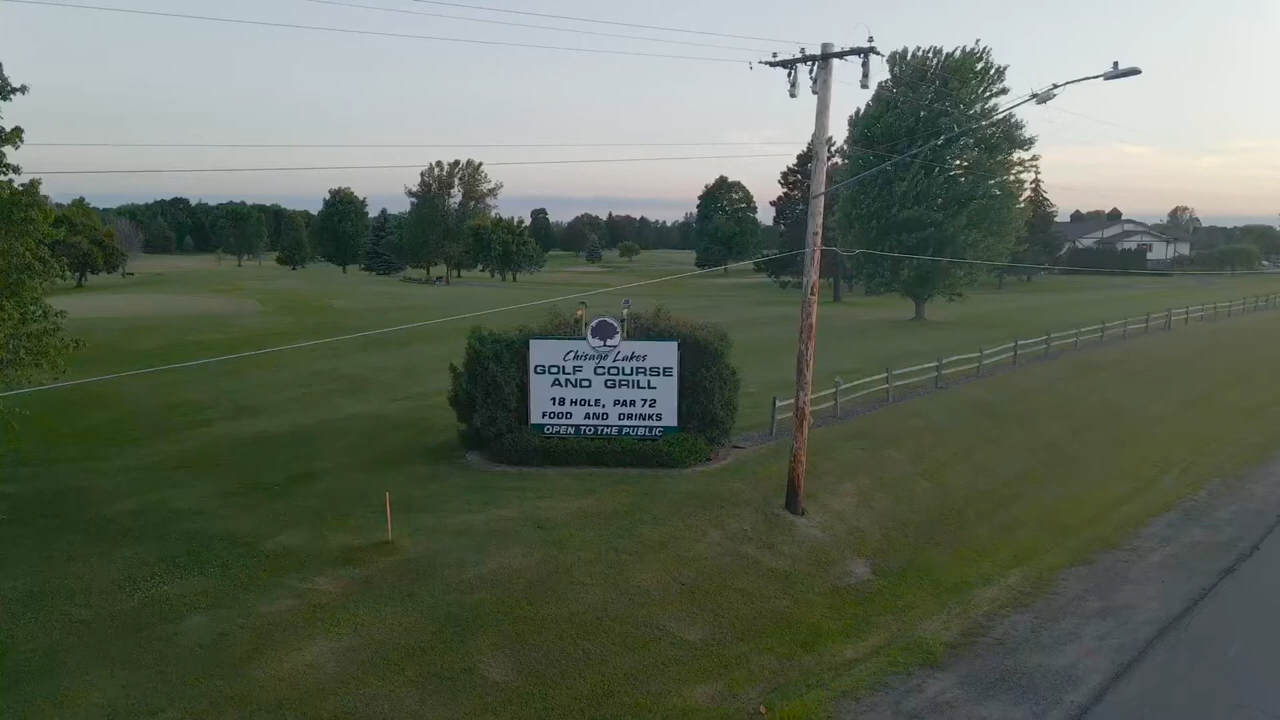 Chisago Lakes
GOLF COURSE
AND GRILL
18 HOLE, PAR 72
FOOD AND DRINKS
OPEN TO THE PUBLIC